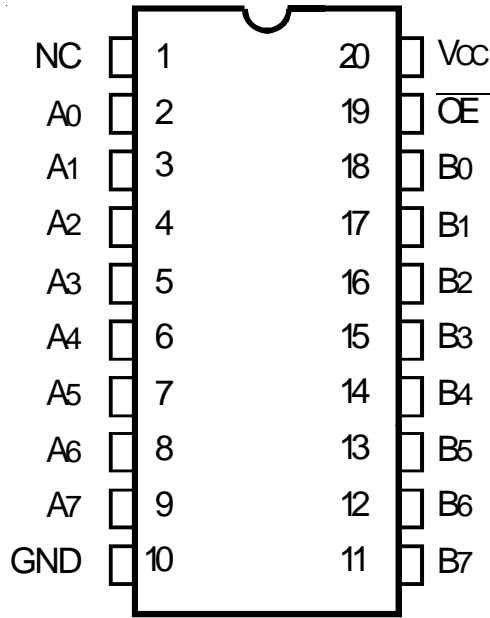 NC 1 20 Vcc
A0 2 19 OE
A1 3 18 B0
A2 4 17 B1
A3 5 16 B2
A4 6 15 B3
A5 7 14 B4
A6 8 13 B5
A7 9 12 B6
GND 10 11 B7